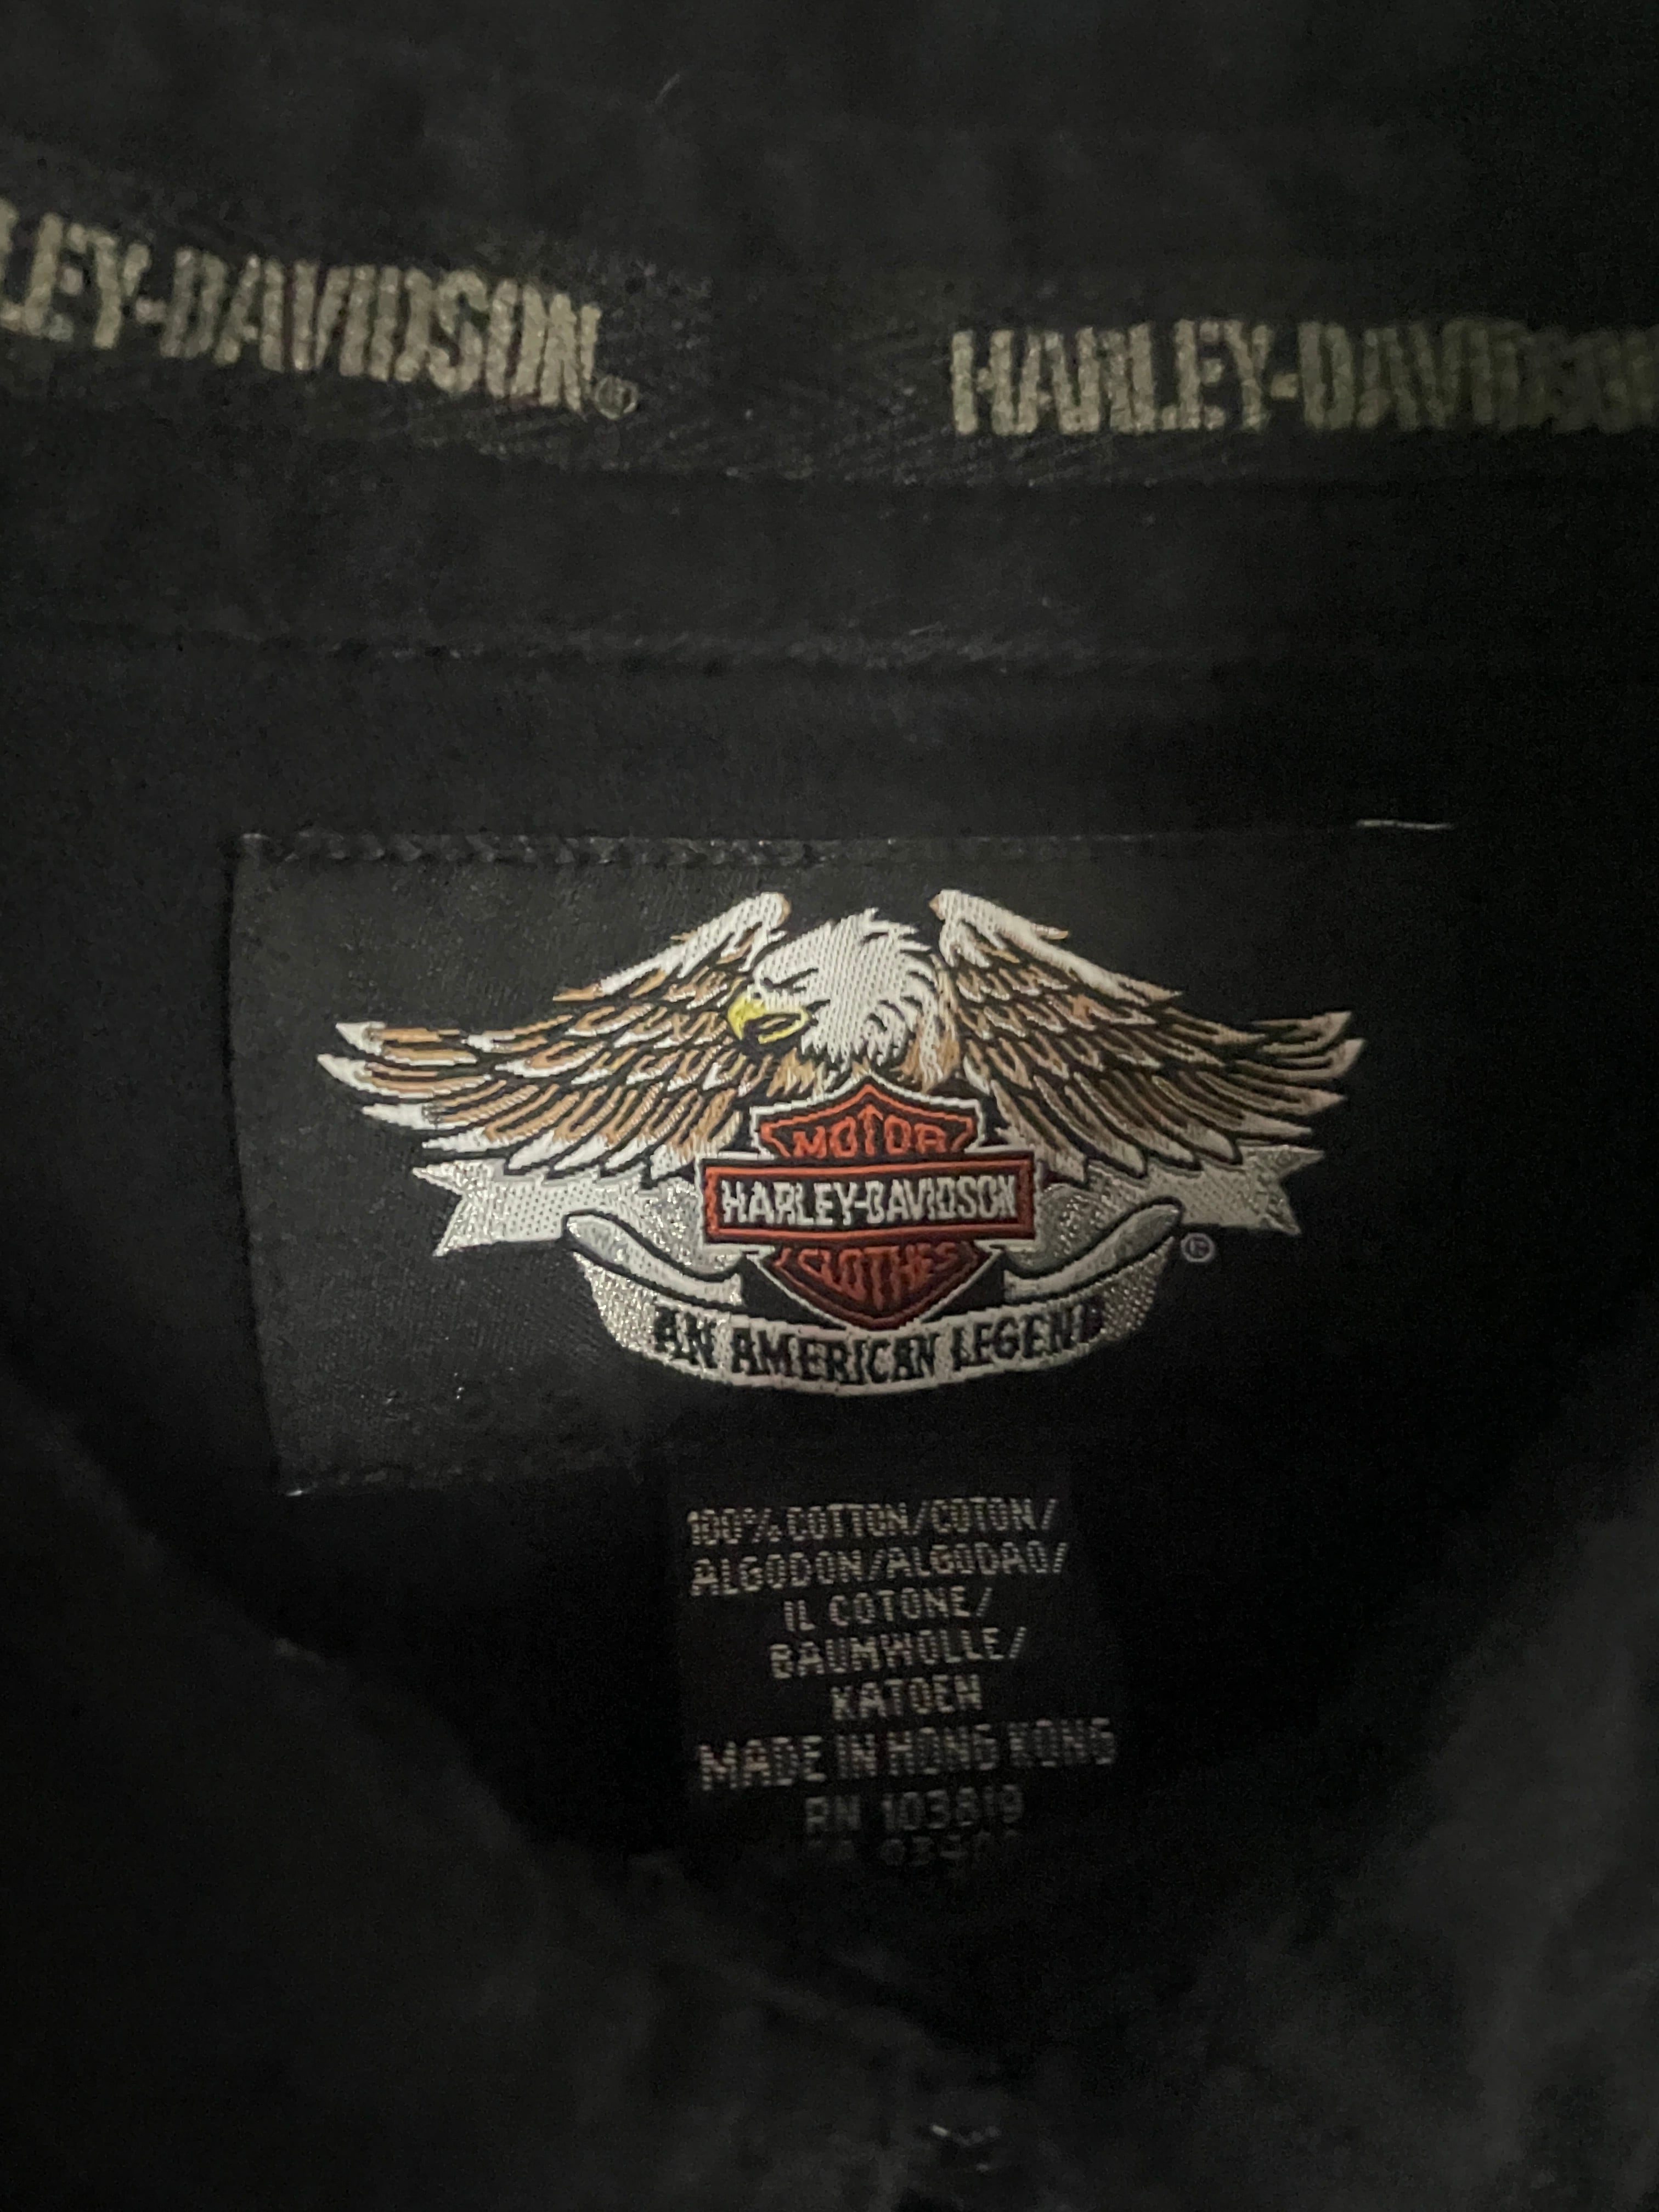 LEY-DAVIDSON®
HARLEY-DAVIDSON
MOTOR
HARLEY-DAVIDSON
CLOTHES
®
AN AMERICAN LEGEND
100% COTTON/COTON/
ALGODON/ALGODAO/
IL COTONE/
BAUMWOLLE/
KATOEN
MADE IN HONG KONG
RN 103819